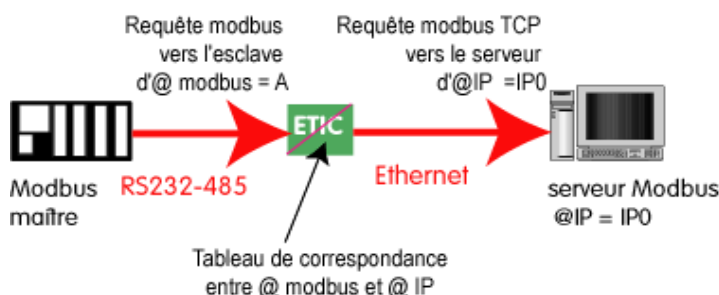 Requête modbus
vers l'esclave
d'@ modbus = A
Requête modbus TCP
vers le serveur
d'@IP =IP0
ETIC
Modbus
maître
RS232-485
Ethernet
serveur Modbus
@IP = IP0
Tableau de correspondance
entre @ modbus et @ IP